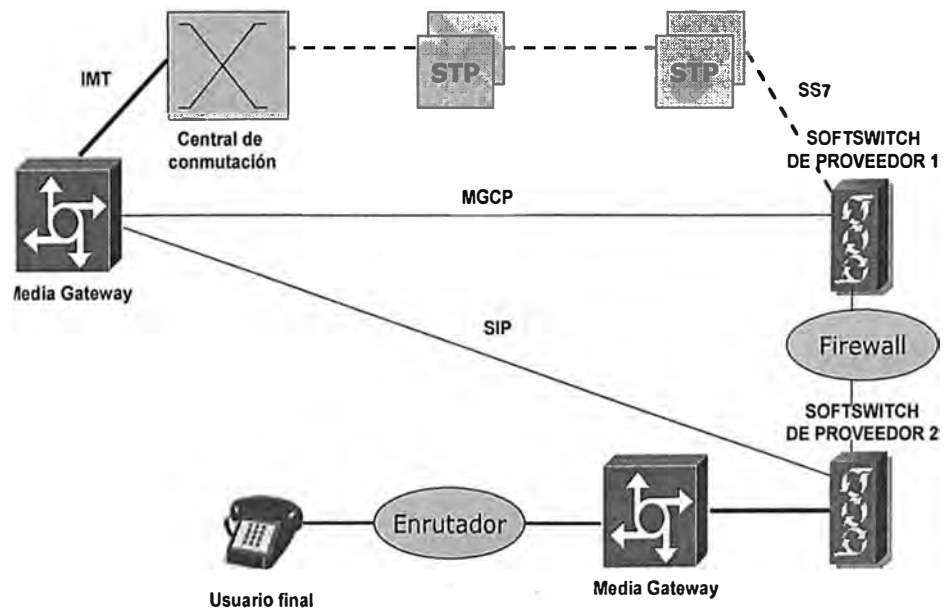 IMT
STP
STP
SS7
Central de
conmutación
SOFTSWITCH
DE PROVEEDOR 1
MGCP
Media Gateway
SIP
Firewall
SOFTSWITCH
DE PROVEEDOR 2
Enrutador
Media Gateway
Usuario final